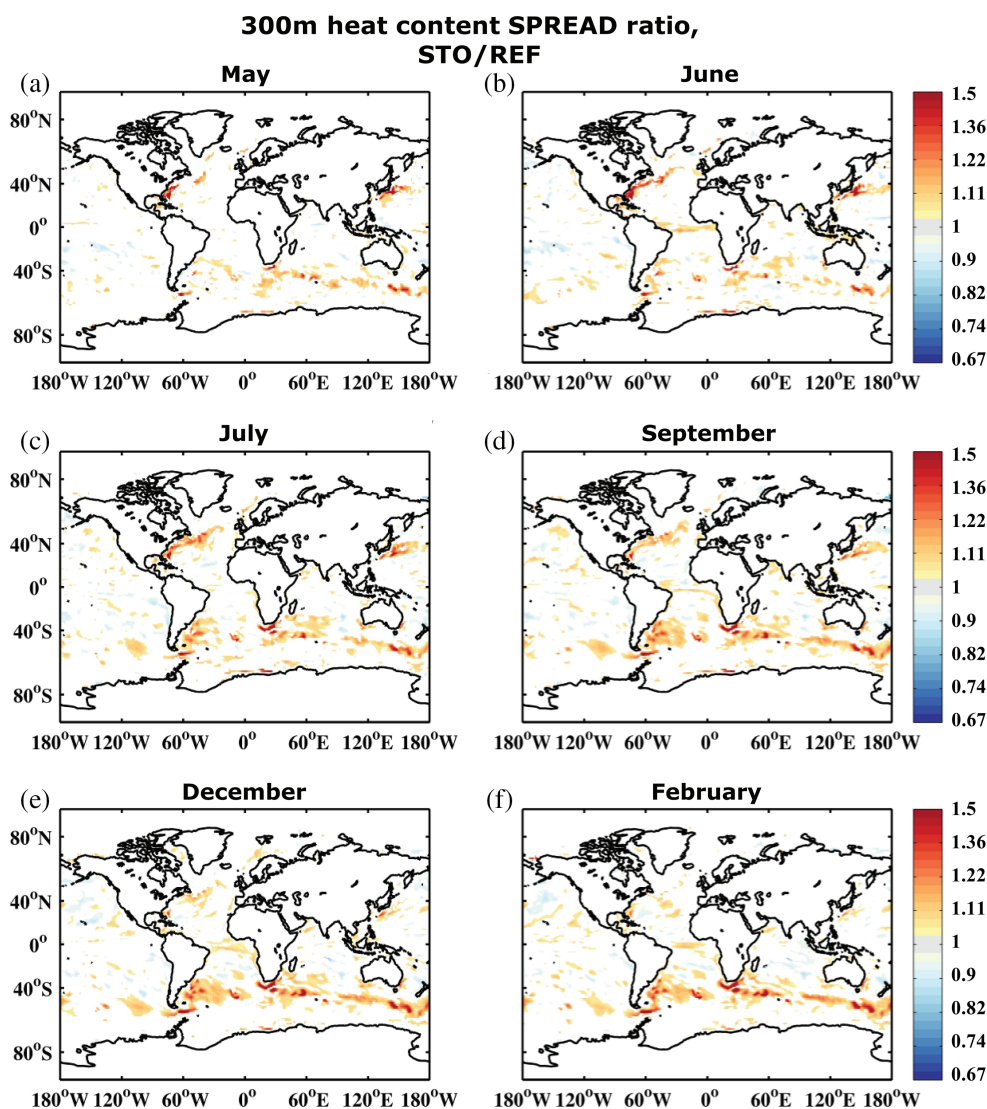 300m heat content SPREAD ratio,
STO/REF
(a) May
(b) June
80°N
40°N
0°
40°S
80°S
180°W 120°W 60°W 0° 60°E 120°E 180°W
180°W 120°W 60°W 0° 60°E 120°E 180°W
1.5
1.36
1.22
1.11
1
0.9
0.82
0.74
0.67
(c) July
(d) September
80°N
40°N
0°
40°S
80°S
180°W 120°W 60°W 0° 60°E 120°E 180°W
180°W 120°W 60°W 0° 60°E 120°E 180°W
1.5
1.36
1.22
1.11
1
0.9
0.82
0.74
0.67
(e) December
(f) February
80°N
40°N
0°
40°S
80°S
180°W 120°W 60°W 0° 60°E 120°E 180°W
180°W 120°W 60°W 0° 60°E 120°E 180°W
1.5
1.36
1.22
1.11
1
0.9
0.82
0.74
0.67